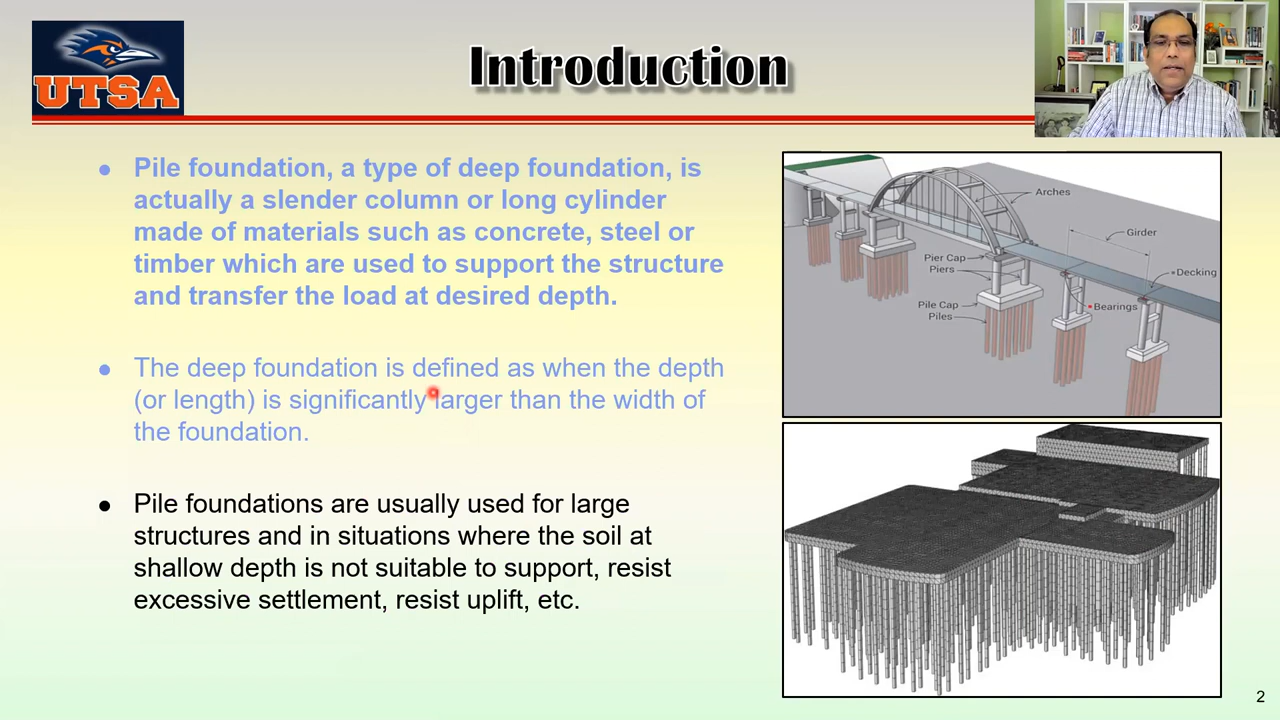 UTSA
Introduction
Pile foundation, a type of deep foundation, is
actually a slender column or long cylinder
made of materials such as concrete, steel or
timber which are used to support the structure
and transfer the load at desired depth.
The deep foundation is defined as when the depth
(or length) is significantly larger than the width of
the foundation.
Pile foundations are usually used for large
structures and in situations where the soil at
shallow depth is not suitable to support, resist
excessive settlement, resist uplift, etc.
Arches
Girder
Pier Cap
Piers
Decking
Pile Cap
Bearings
Piles
2